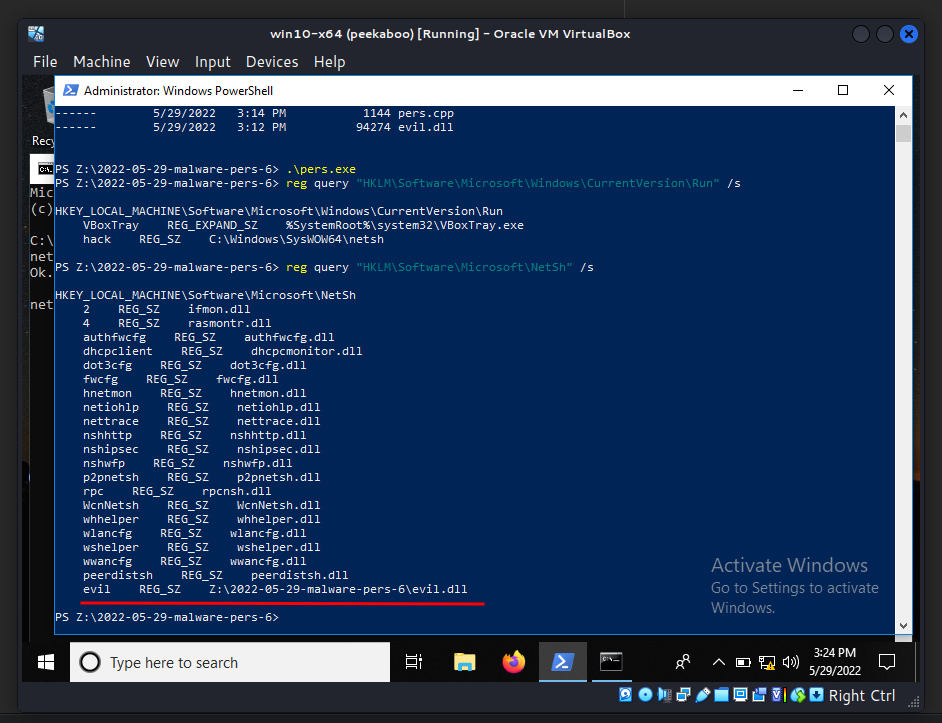 win10-x64 (peekaboo) [Running] - Oracle VM VirtualBox
File Machine View Input Devices Help
Administrator: Windows PowerShell
------ 5/29/2022 3:14 PM 1144 pers.cpp
------ 5/29/2022 3:12 PM 94274 evil.dll
Recy
PS Z:\2022-05-29-malware-pers-6> .\pers.exe
PS Z:\2022-05-29-malware-pers-6> reg query "HKLM\Software\Microsoft\Windows\CurrentVersion\Run" /s
Mic
(c)
HKEY_LOCAL_MACHINE\Software\Microsoft\Windows\CurrentVersion\Run
VBoxTray REG_EXPAND_SZ %SystemRoot%\system32\VBoxTray.exe
hack REG_SZ C:\Windows\SysWOW64\netsh
C:\
net
Ok.
PS Z:\2022-05-29-malware-pers-6> reg query "HKLM\Software\Microsoft\NetSh" /s
HKEY_LOCAL_MACHINE\Software\Microsoft\NetSh
net
2 REG_SZ ifmon.dll
4 REG_SZ rasmontr.dll
authfwcfg REG_SZ authfwcfg.dll
dhcpclient REG_SZ dhcpcmonitor.dll
dot3cfg REG_SZ dot3cfg.dll
fwcfg REG_SZ fwcfg.dll
hnetmon REG_SZ hnetmon.dll
netiohlp REG_SZ netiohlp.dll
nettrace REG_SZ nettrace.dll
nshhttp REG_SZ nshhttp.dll
nshipsec REG_SZ nshipsec.dll
nshwfp REG_SZ nshwfp.dll
p2pnetsh REG_SZ p2pnetsh.dll
rpc REG_SZ rpcnsh.dll
WcnNetsh REG_SZ WcnNetsh.dll
whhelper REG_SZ whhelper.dll
wlancfg REG_SZ wlancfg.dll
wshelper REG_SZ wshelper.dll
wwancfg REG_SZ wwancfg.dll
peerdistsh REG_SZ peerdistsh.dll
evil REG_SZ Z:\2022-05-29-malware-pers-6\evil.dll
PS Z:\2022-05-29-malware-pers-6>
Activate Windows
Go to Settings to activate
Windows.
Type here to search
3:24 PM
5/29/2022
Right Ctrl